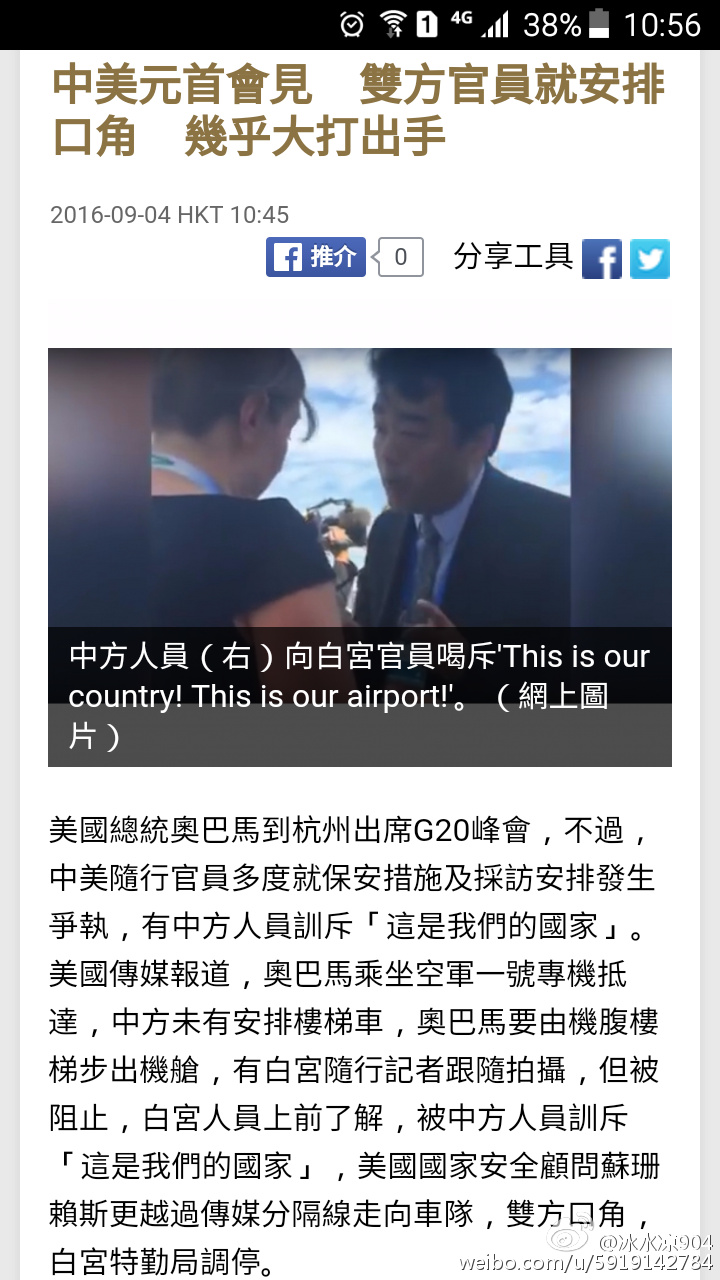 4G 38% 10:56
1
中美元首會見 雙方官員就安排
口角 幾乎大打出手
2016-09-04 HKT 10:45
推介 0 分享工具
中方人員（右）向白宮官員喝斥'This is our
country! This is our airport!'。（網上圖
片）
美國總統奧巴馬到杭州出席G20峰會，不過，
中美隨行官員多度就保安措施及採訪安排發生
爭執，有中方人員訓斥「這是我們的國家」。
美國傳媒報道，奧巴馬乘坐空軍一號專機抵
達，中方未有安排樓梯車，奧巴馬要由機腹樓
梯步出機艙，有白宮隨行記者跟隨拍攝，但被
阻止，白宮人員上前了解，被中方人員訓斥
「這是我們的國家」，美國國家安全顧問蘇珊
賴斯更越過傳媒分隔線走向車隊，雙方口角，
白宮特勤局調停。
@冰水凉904
weibo.com/u/5919142784